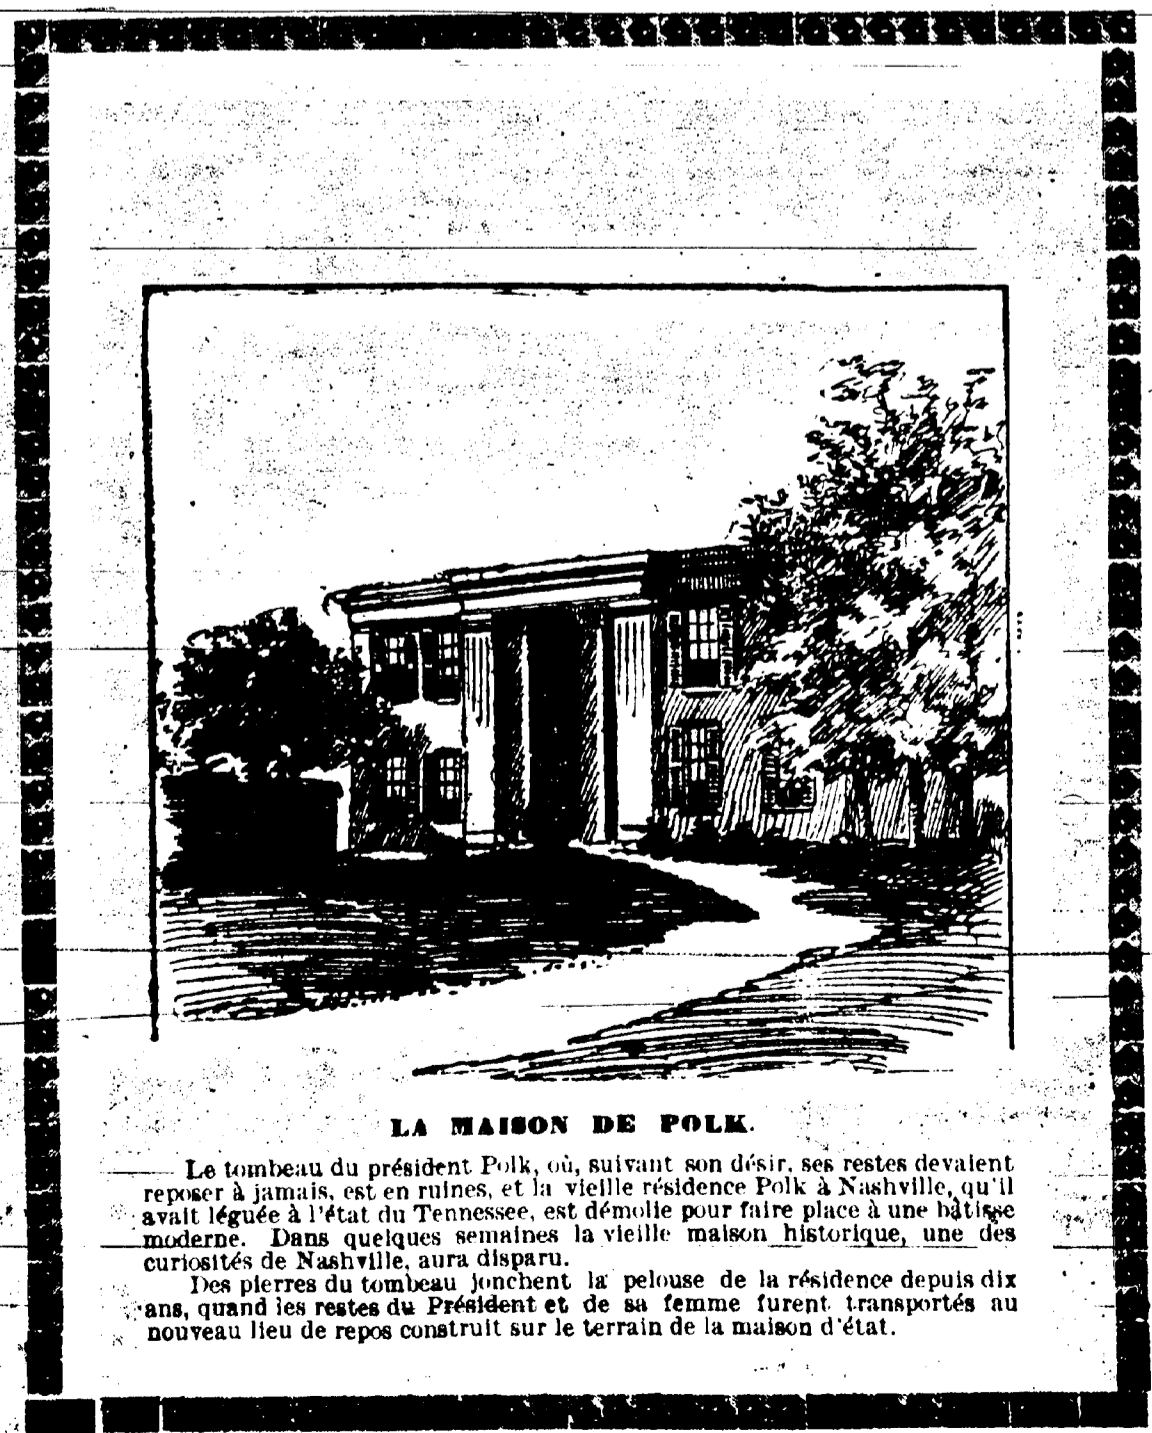 LA MAISON DE POLK.
Le tombeau du président Polk, où, suivant son désir, ses restes devaient
reposer à jamais, est en ruines, et la vieille résidence Polk à Nashville, qu'il
avait léguée à l'état du Tennessee, est démolie pour faire place à une bâtisse
moderne. Dans quelques semaines la vieille maison historique, une des
curiosités de Nashville, aura disparu.
Des pierres du tombeau jonchent la pelouse de la résidence depuis dix
ans, quand les restes du Président et de sa femme furent transportés au
nouveau lieu de repos construit sur le terrain de la maison d'état.